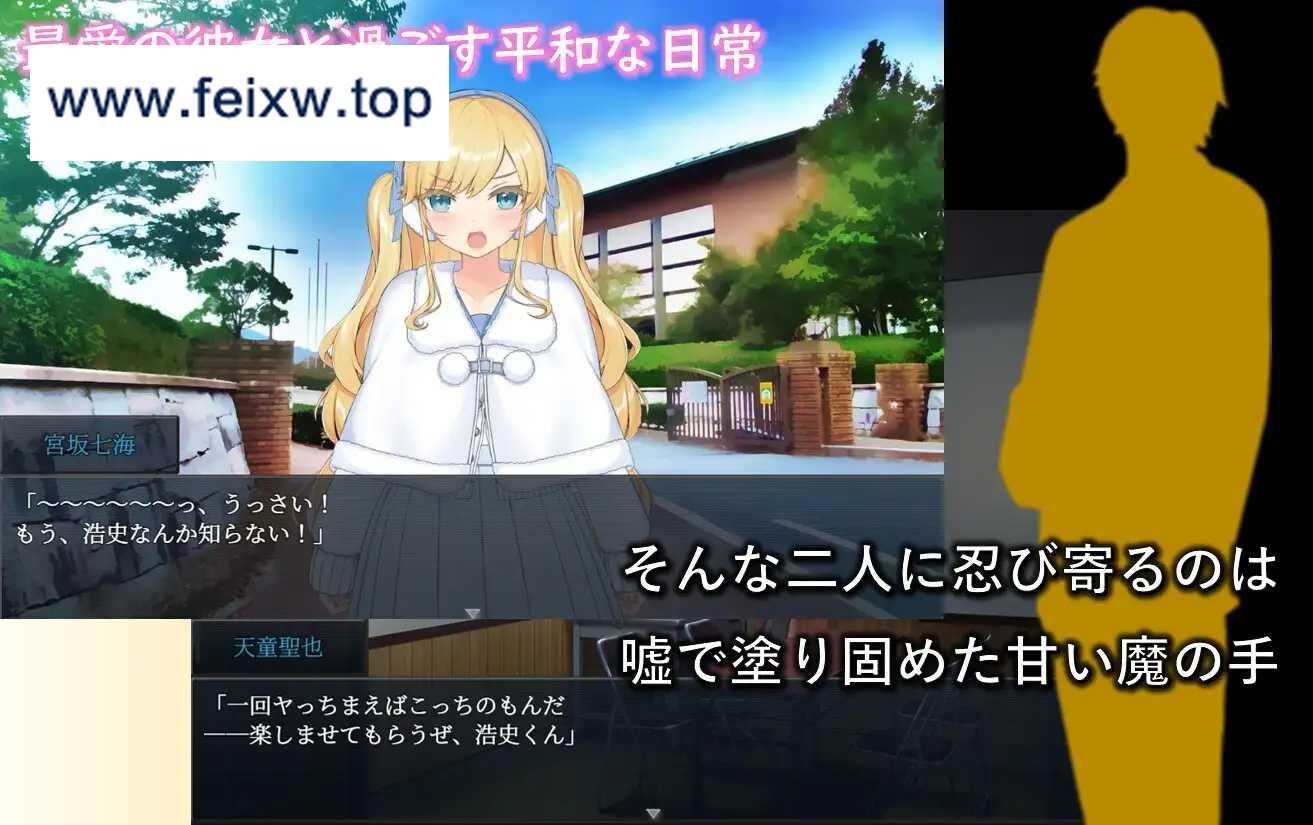 す平和な日常
www.feixw.top
宮坂七海
「～～～～～～っ、うっさい！
もう、浩史なんか知らない！」
そんな二人に忍び寄るのは
嘘で塗り固めた甘い魔の手
天童聖也
「一回ヤっちまえばこっちのもんだ
――楽しませてもらうぜ、浩史くん」